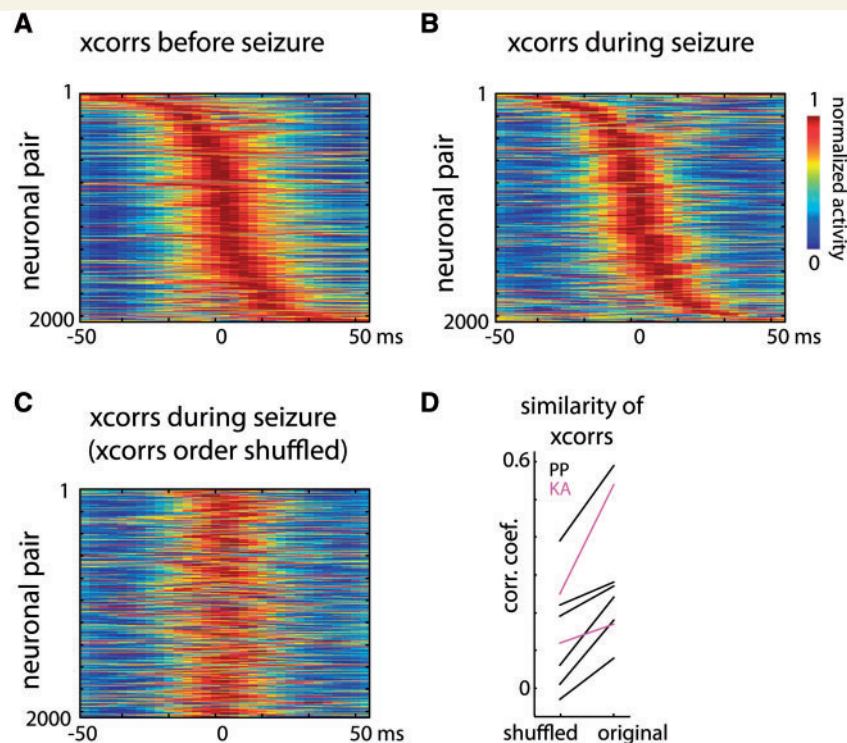 A
xcorrs before seizure
1
neuronal pair
2000
-50 0 50 ms
B
xcorrs during seizure
1
neuronal pair
2000
-50 0 50 ms
1
normalized activity
0
C
xcorrs during seizure
(xcorrs order shuffled)
1
neuronal pair
2000
-50 0 50 ms
D
similarity of
xcorrs
0.6
PP
KA
corr. coef.
0
shuffled original